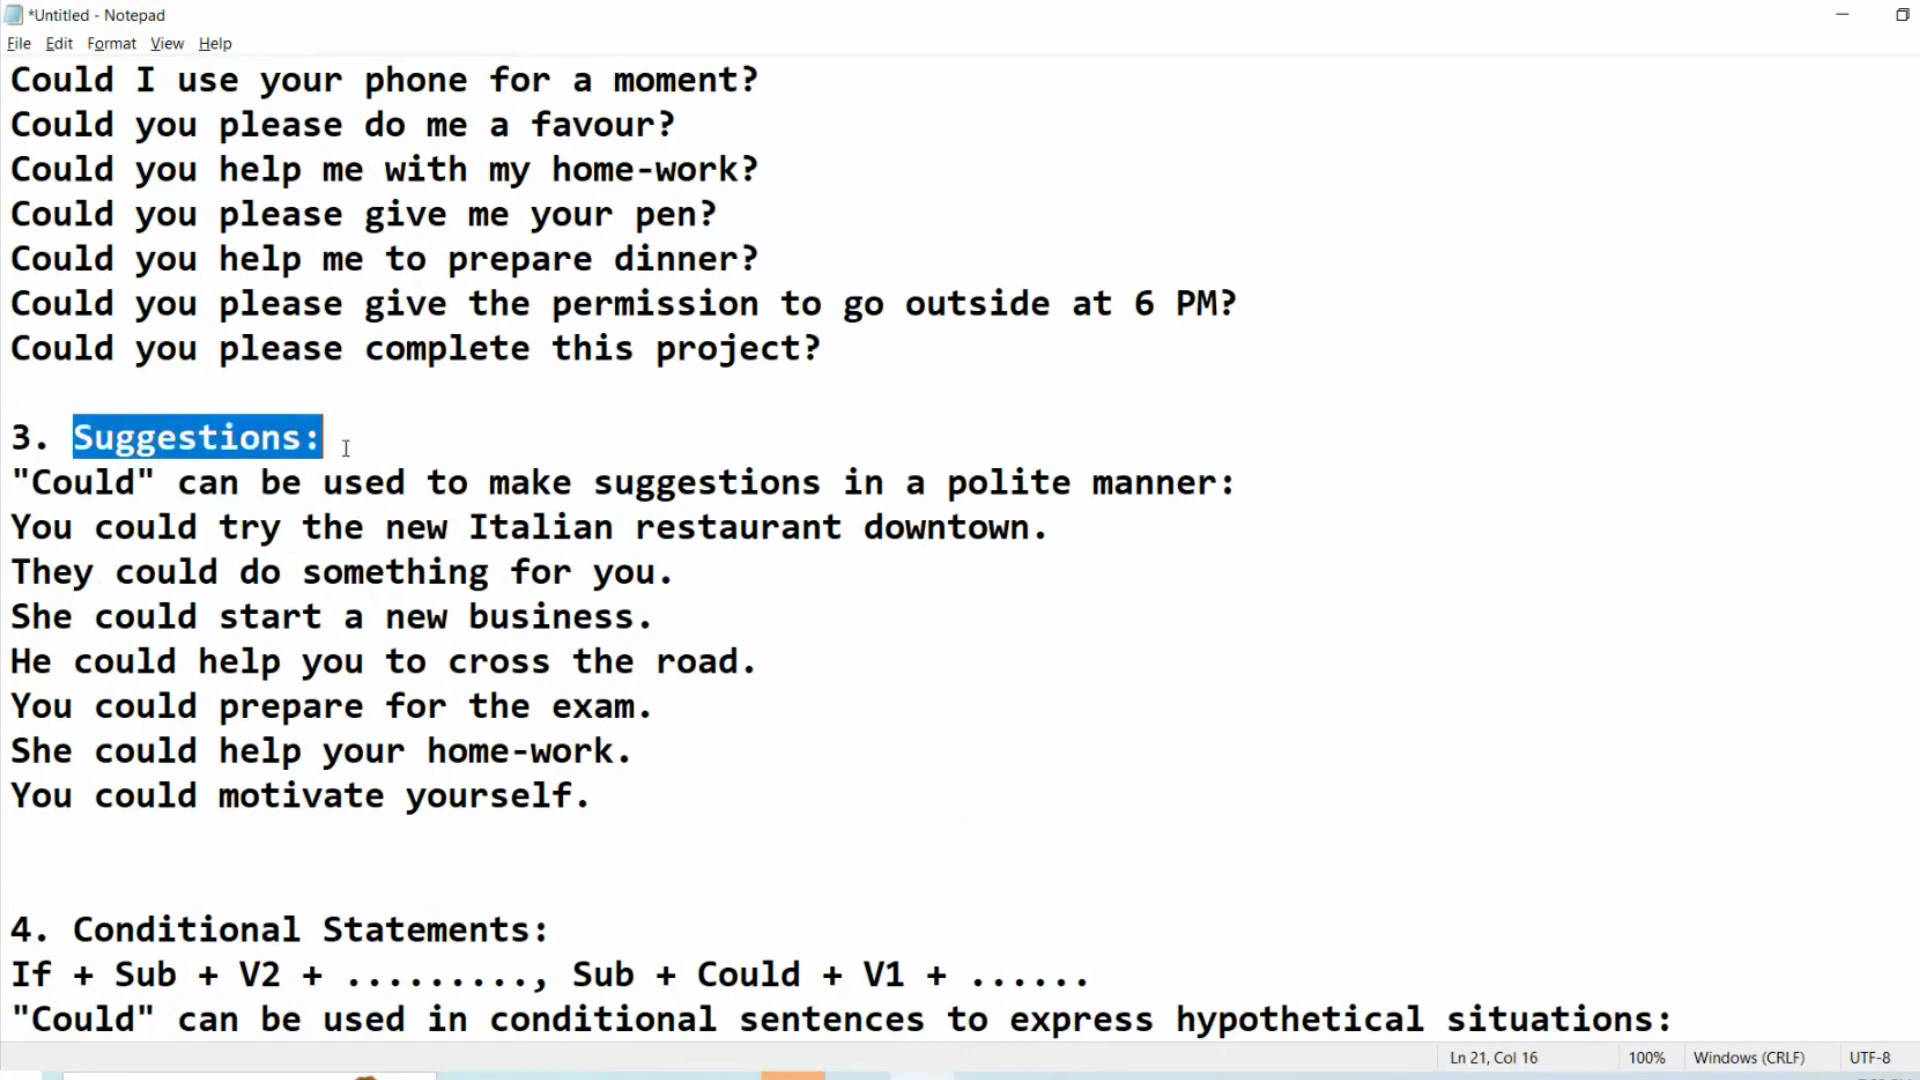 *Untitled - Notepad
File Edit Format View Help
Could I use your phone for a moment?
Could you please do me a favour?
Could you help me with my home-work?
Could you please give me your pen?
Could you help me to prepare dinner?
Could you please give the permission to go outside at 6 PM?
Could you please complete this project?
3. Suggestions:
"Could" can be used to make suggestions in a polite manner:
You could try the new Italian restaurant downtown.
They could do something for you.
She could start a new business.
He could help you to cross the road.
You could prepare for the exam.
She could help your home-work.
You could motivate yourself.
4. Conditional Statements:
If + Sub + V2 + ........., Sub + Could + V1 + ......
"Could" can be used in conditional sentences to express hypothetical situations:
Ln 21, Col 16 100% Windows (CRLF) UTF-8